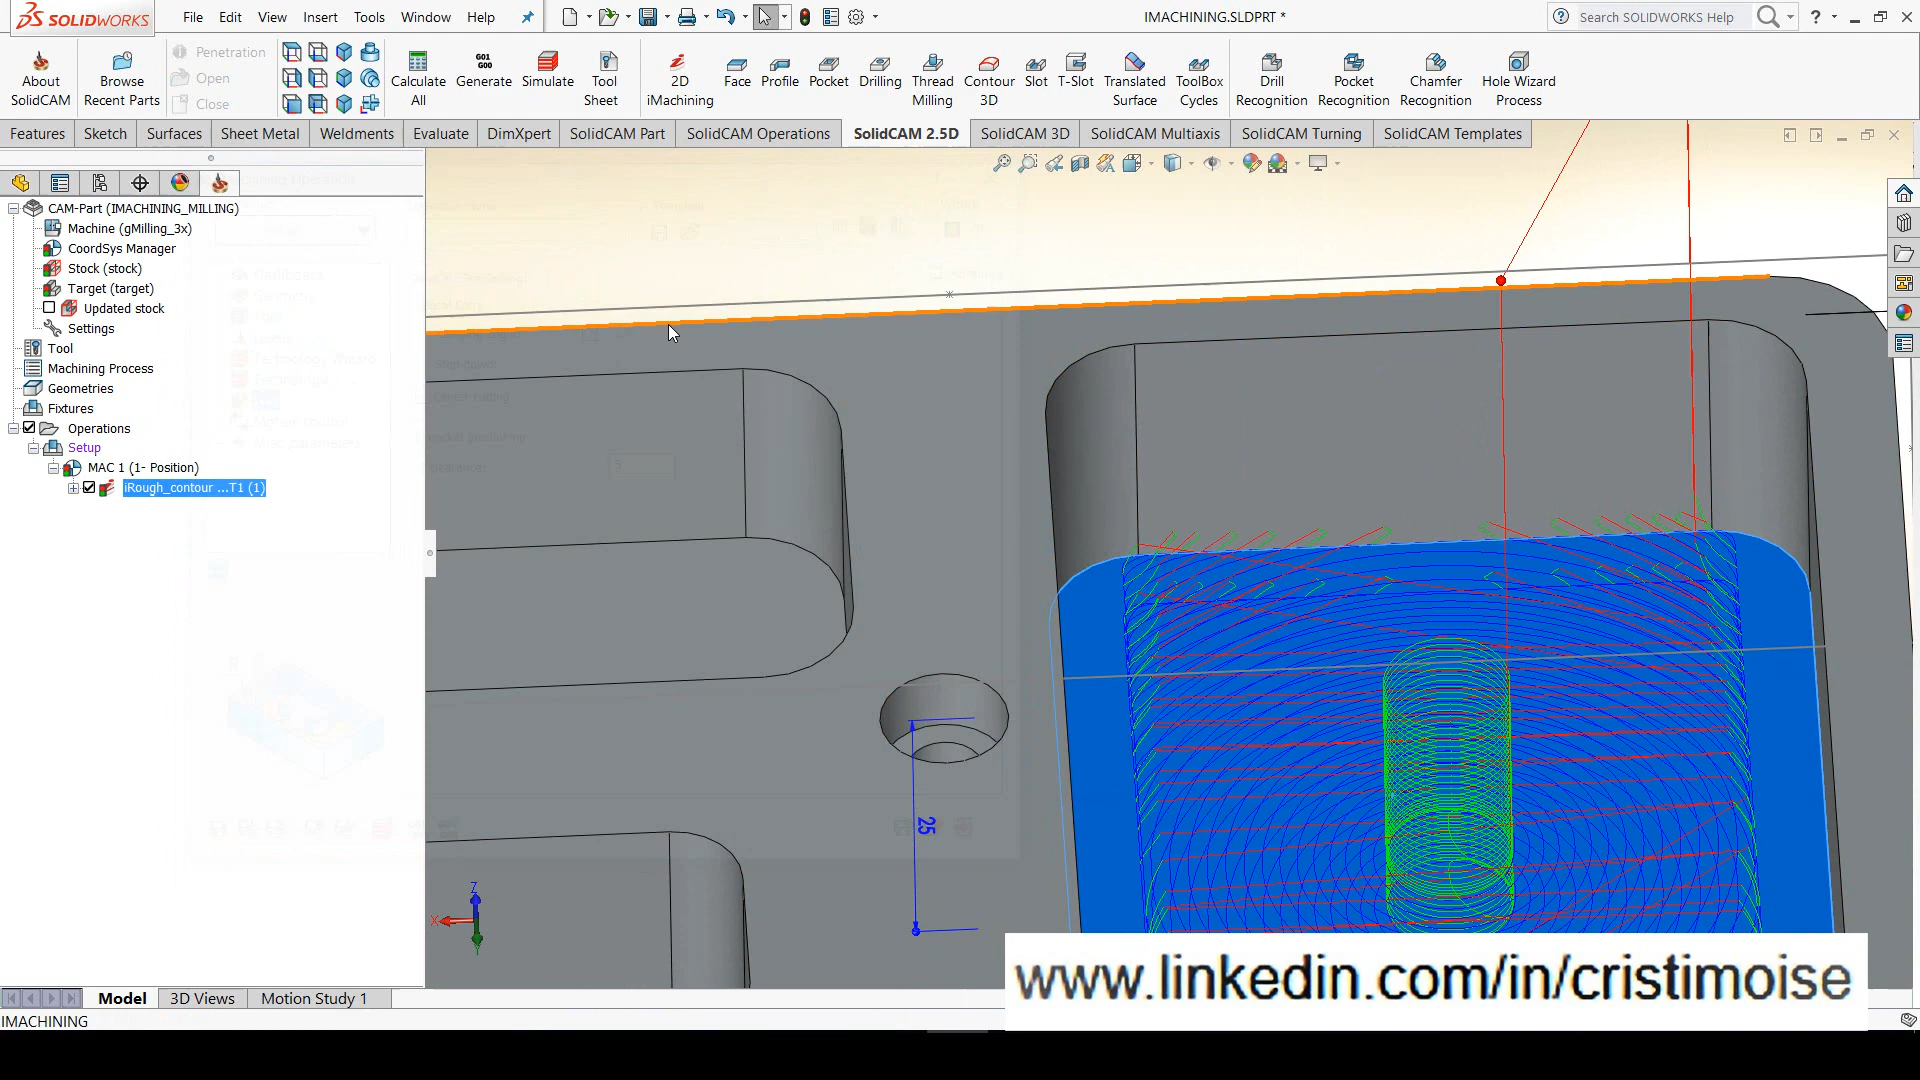 SOLIDWORKS File Edit View Insert Tools Window Help IMACHINING.SLDPRT * Search SOLIDWORKS Help
About SolidCAM
Browse Recent Parts
Penetration
Open
Close
Calculate All
G01 G00
Generate
Simulate
Tool Sheet
2D iMachining
Face
Profile
Pocket
Drilling
Thread Milling
Contour 3D
Slot
T-Slot
Translated Surface
ToolBox Cycles
Drill Recognition
Pocket Recognition
Chamfer Recognition
Hole Wizard Process
Features Sketch Surfaces Sheet Metal Weldments Evaluate DimXpert SolidCAM Part SolidCAM Operations SolidCAM 2.5D SolidCAM 3D SolidCAM Multiaxis SolidCAM Turning SolidCAM Templates
CAM-Part (IMACHINING_MILLING)
Machine (gMilling_3x)
CoordSys Manager
Stock (stock)
Target (target)
Updated stock
Settings
Tool
Machining Process
Geometries
Fixtures
Operations
Setup
MAC 1 (1- Position)
iRough_contour ...T1 (1)
25
Z
X
Y
www.linkedin.com/in/cristimoise
Model 3D Views Motion Study 1
IMACHINING